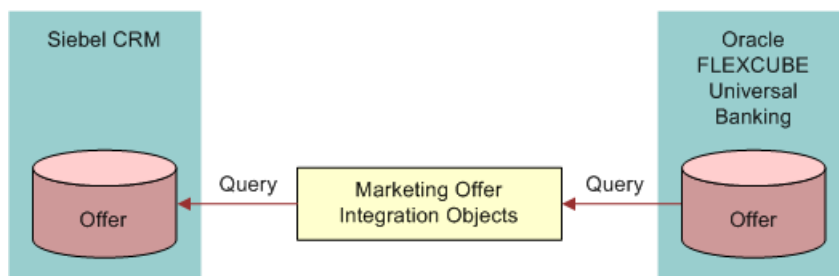 Siebel CRM
Oracle
FLEXCUBE
Universal
Banking
Query
Marketing Offer
Integration Objects
Query
Offer
Offer